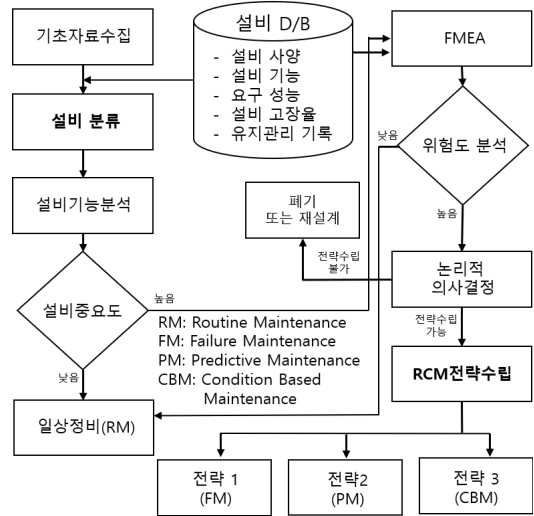 기초자료수집
설비 D/B
- 설비 사양
- 설비 기능
- 요구 성능
- 설비 고장율
- 유지관리 기록
FMEA
설비 분류
낮음
위험도 분석
설비기능분석
폐기
또는 재설계
높음
전략수립
불가
논리적
의사결정
설비중요도
높음
전략수립
가능
RM: Routine Maintenance
FM: Failure Maintenance
PM: Predictive Maintenance
CBM: Condition Based
Maintenance
RCM전략수립
낮음
일상정비(RM)
전략 1
(FM)
전략2
(PM)
전략 3
(CBM)